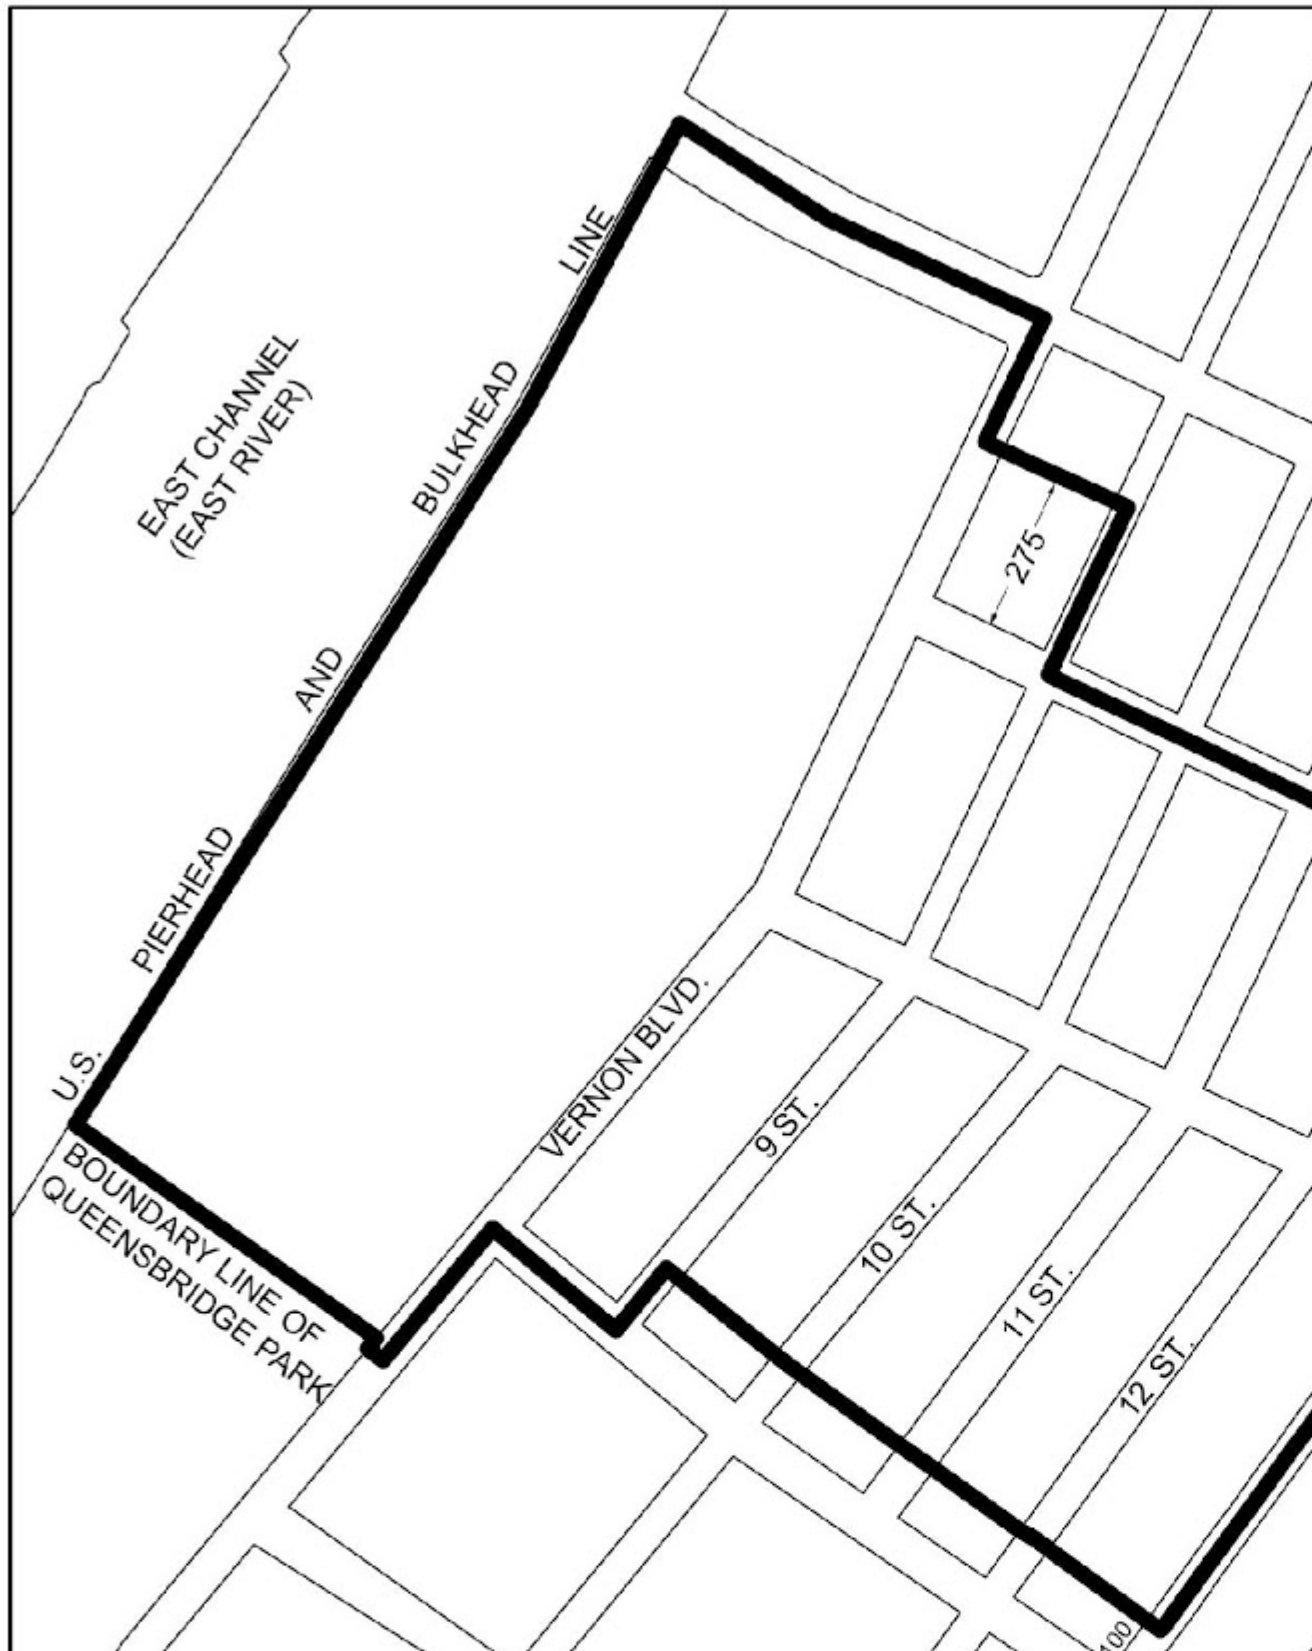 LINE
EAST CHANNEL
(EAST RIVER)
BULKHEAD
275
AND
PIERHEAD
U.S.
VERNON BLVD.
BOUNDARY LINE OF
QUEENSBRIDGE PARK
9 ST.
10 ST.
11 ST.
12 ST.
100